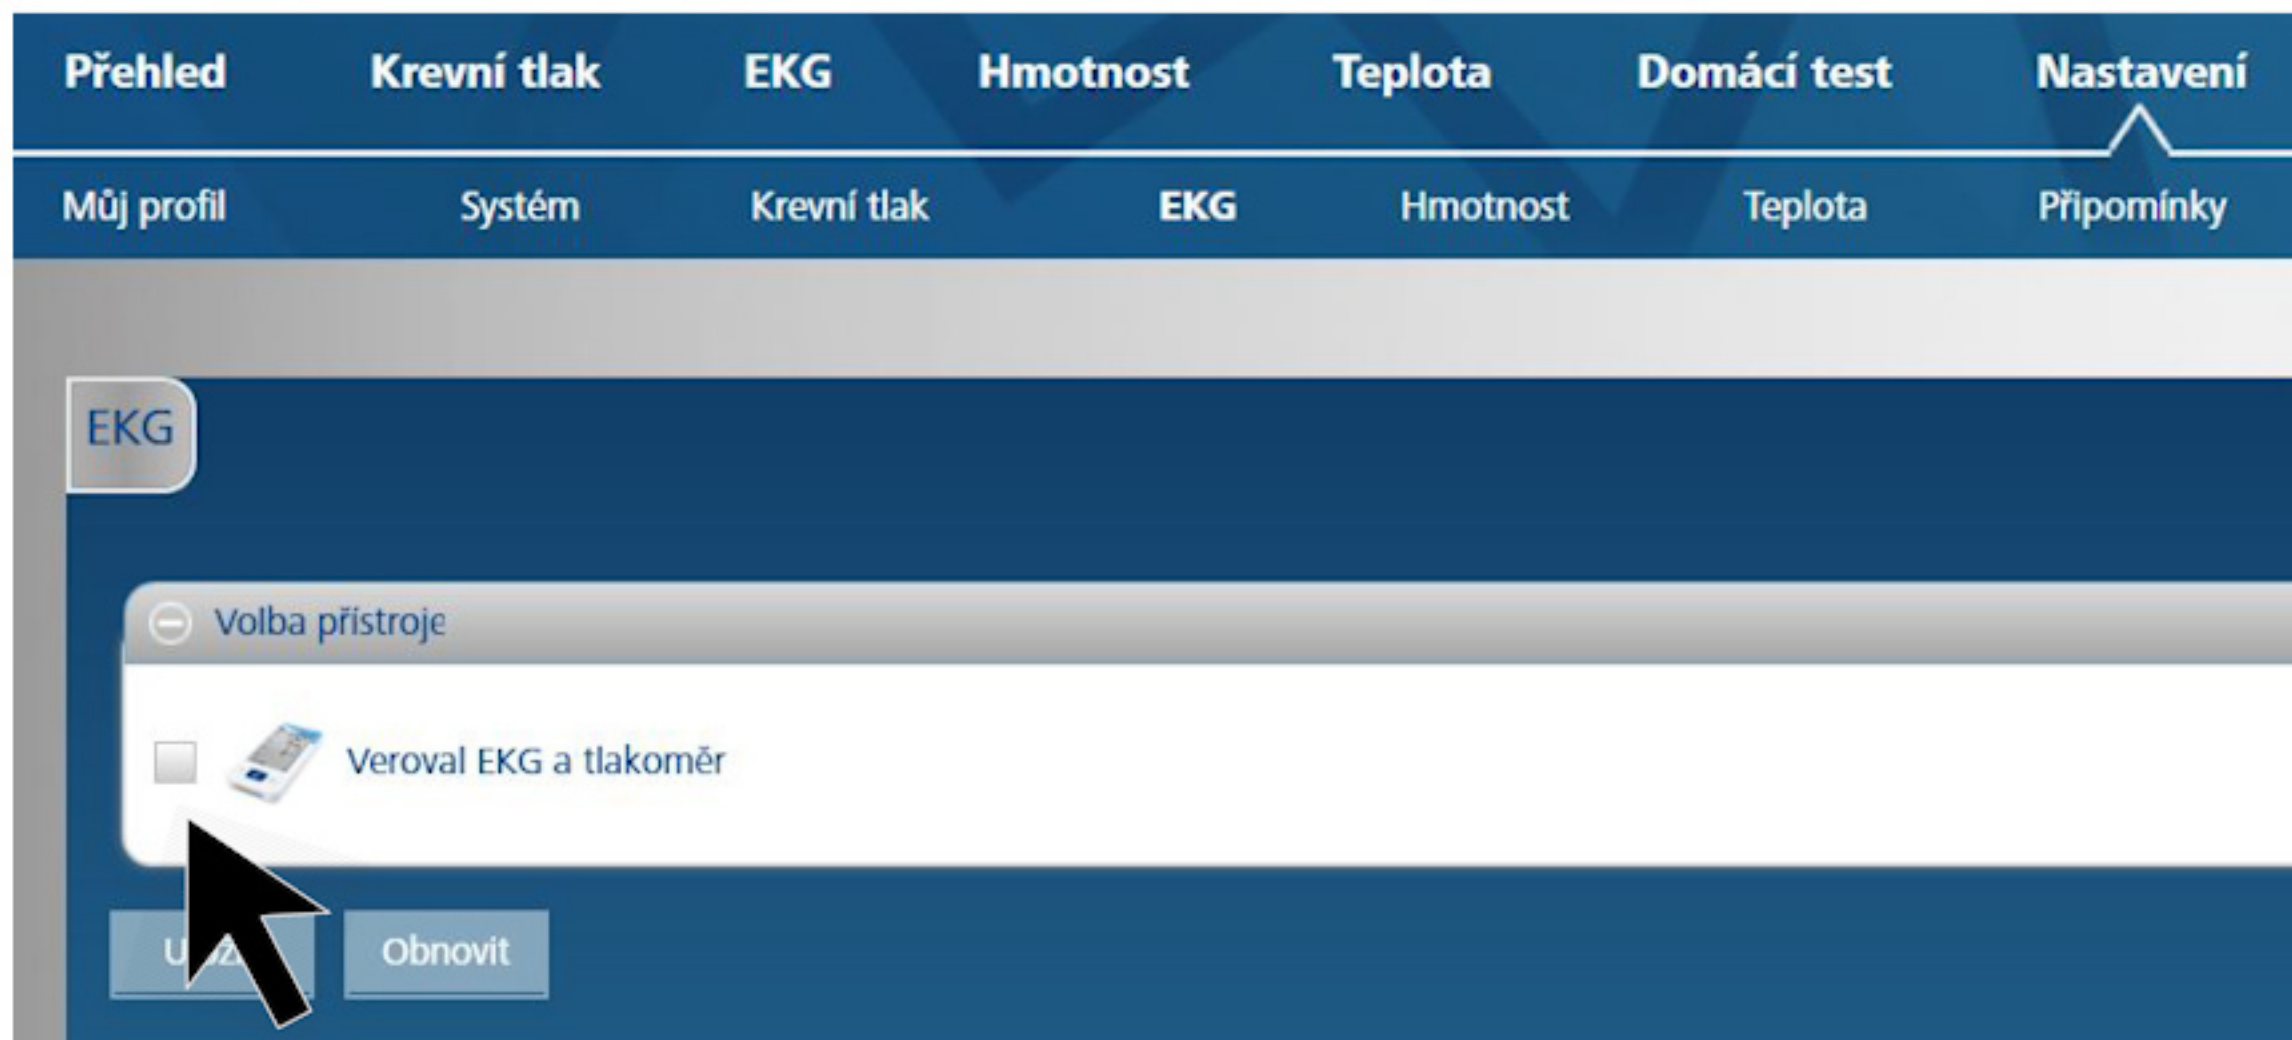 Přehled Krevní tlak EKG Hmotnost Teplota Domácí test Nastavení
Můj profil Systém Krevní tlak EKG Hmotnost Teplota Připomínky
EKG
Volba přístroje
Veroval EKG a tlakoměr
Obnovit